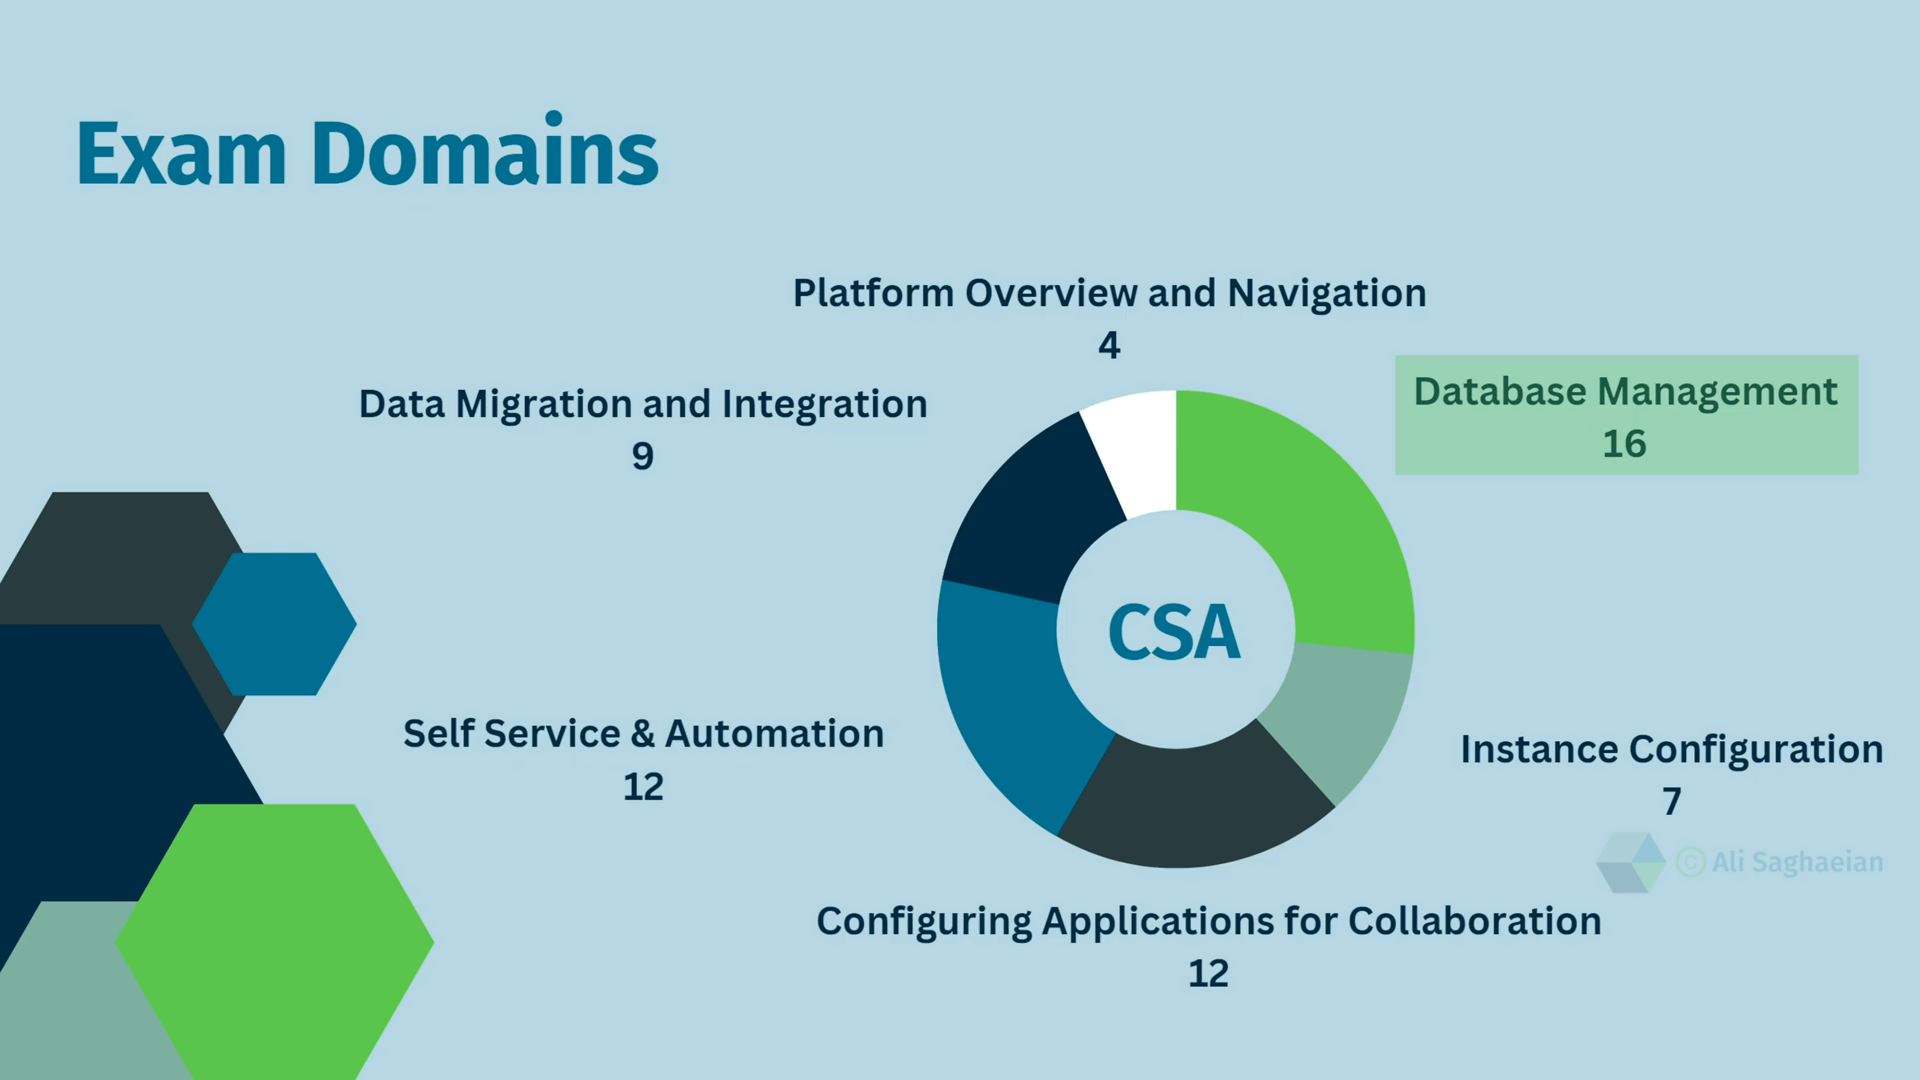 Exam Domains
Platform Overview and Navigation
4
Database Management
16
Data Migration and Integration
9
CSA
Self Service & Automation
12
Instance Configuration
7
© Ali Saghaeian
Configuring Applications for Collaboration
12